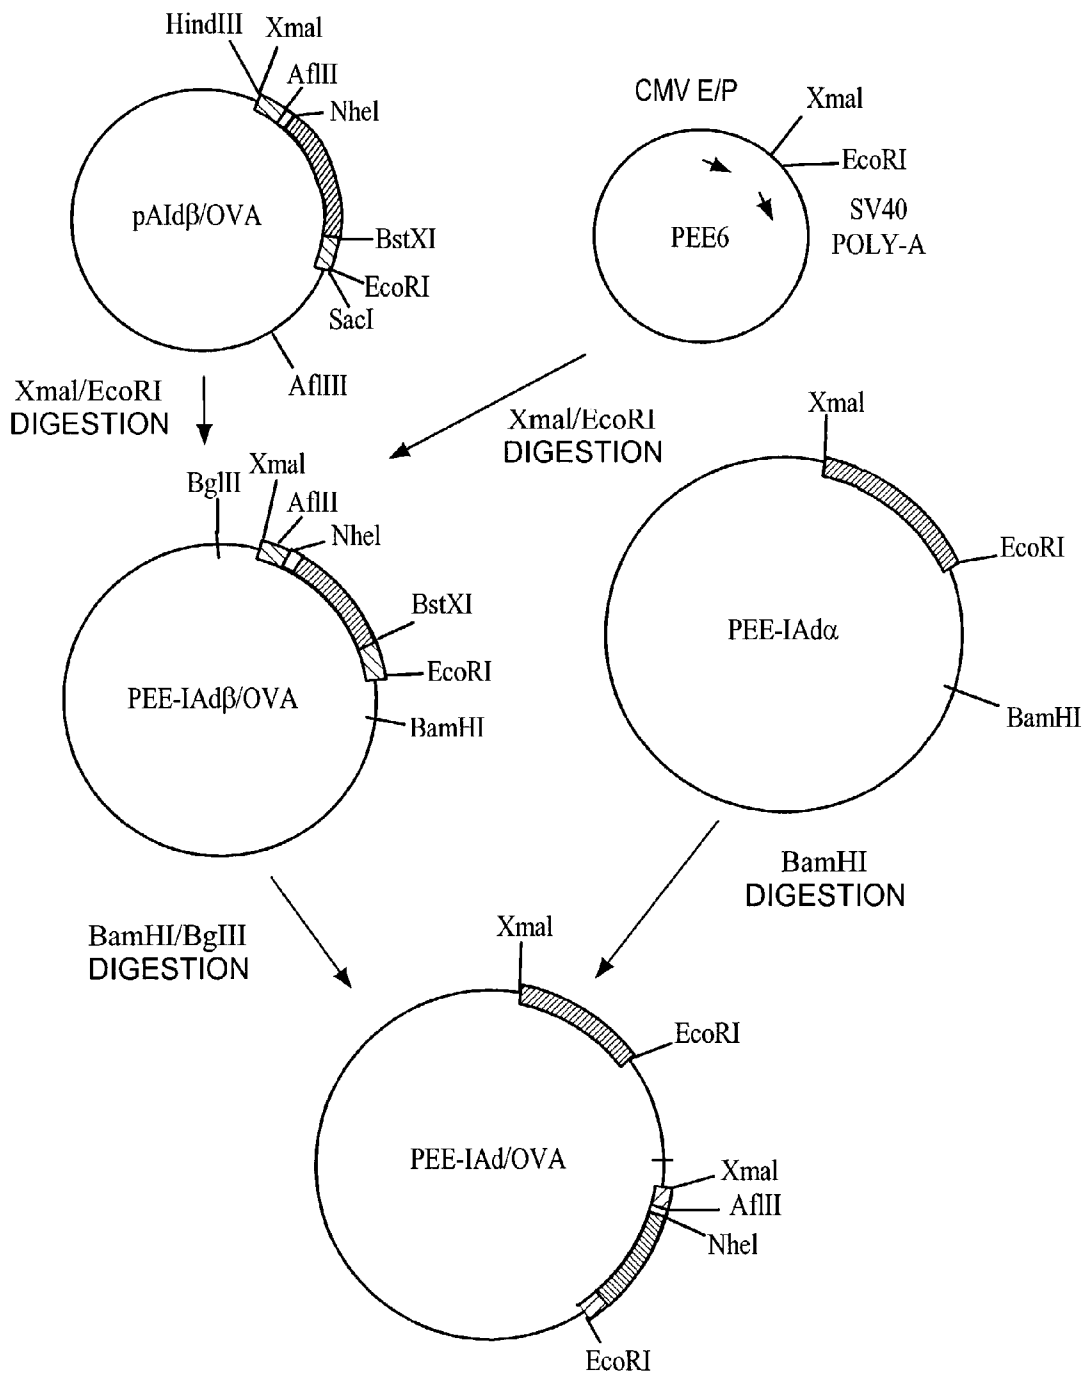 HindIII
XmaI
AflII
NheI
pAIdβ/OVA
BstXI
EcoRI
SacI
AflIII
CMV E/P
XmaI
EcoRI
SV40
POLY-A
PEE6
XmaI/EcoRI
DIGESTION
XmaI/EcoRI
DIGESTION
BglII
XmaI
AflII
NheI
BstXI
EcoRI
PEE-IAdβ/OVA
BamHI
XmaI
EcoRI
PEE-IAdα
BamHI
BamHI/BgIII
DIGESTION
BamHI
DIGESTION
XmaI
EcoRI
PEE-IAd/OVA
XmaI
AflII
NheI
EcoRI